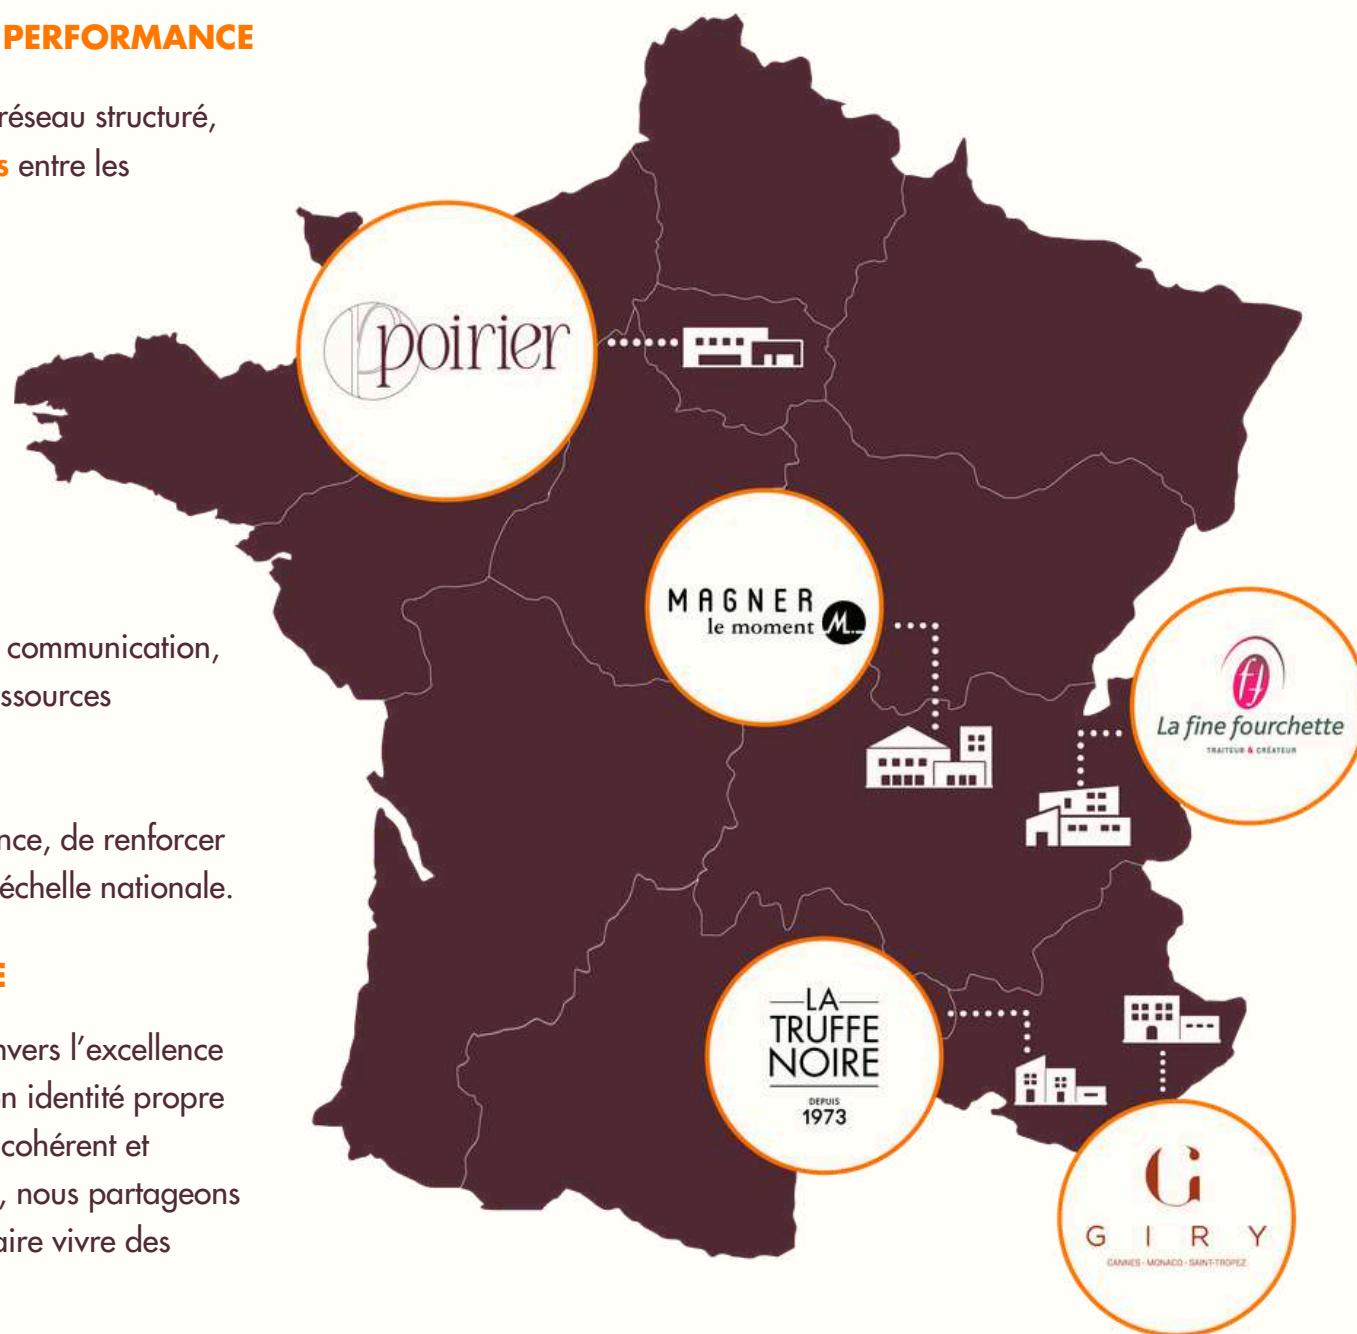 PERFORMANCE
réseau structuré,
s entre les
communication,
ssources
nce, de renforcer
échelle nationale.
E
nvers l’excellence
on identité propre
cohérent et
, nous partageons
aire vivre des
poirier
MAGNER
le moment M
La fine fourchette
TRAITEUR & CRÉATEUR
LA
TRUFFE
NOIRE
DEPUIS
1973
G
GIRY
CANNES - MONACO - SAINT-TROPEZ